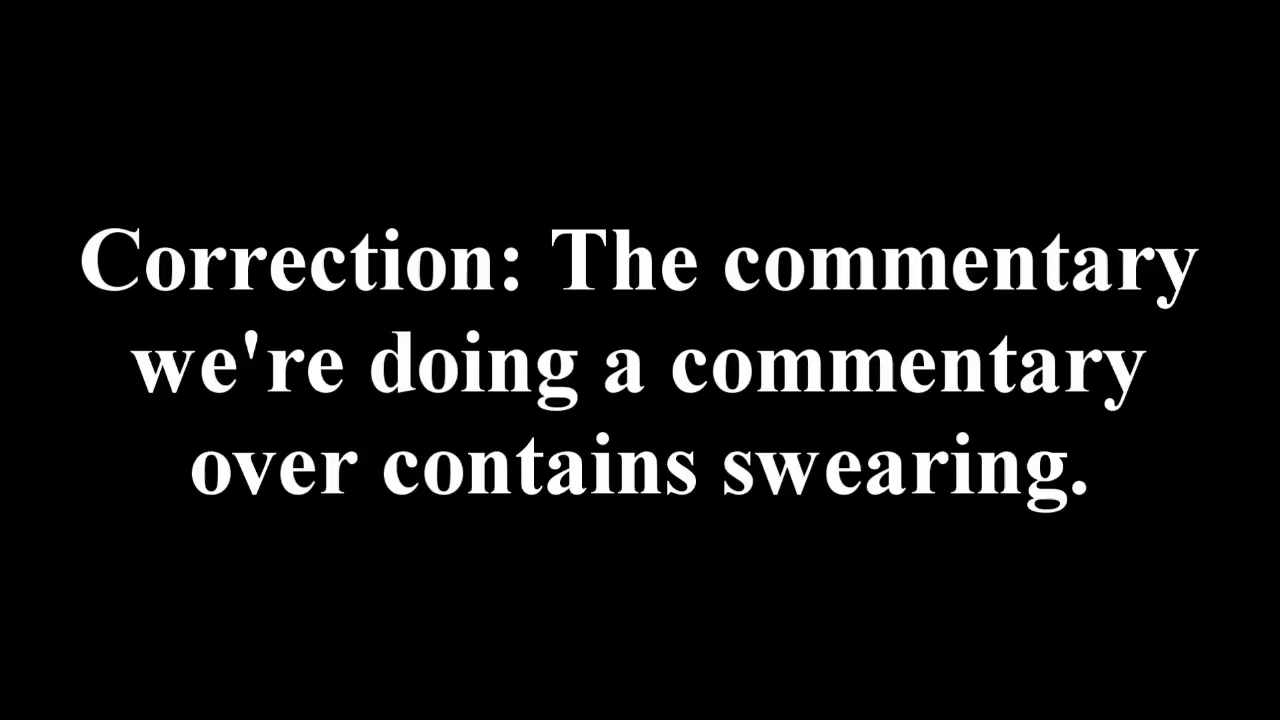 Correction: The commentary
we're doing a commentary
over contains swearing.